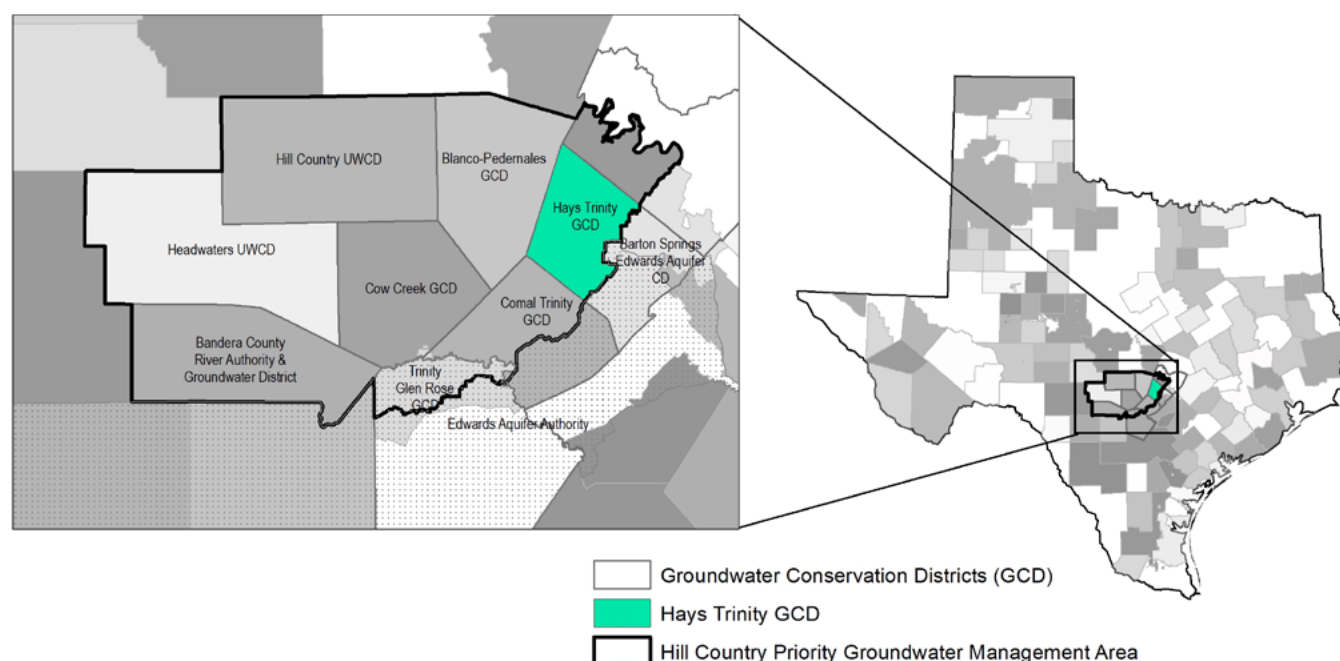 Hill Country UWCD
Blanco-Pedernales
GCD
Hays Trinity
GCD
Headwaters UWCD
Barton Springs
Edwards Aquifer
CD
Cow Creek GCD
Comal Trinity
GCD
Bandera County
River Authority &
Groundwater District
Trinity
Glen Rose
GCD
Edwards Aquifer Authority
Groundwater Conservation Districts (GCD)
Hays Trinity GCD
Hill Country Priority Groundwater Management Area